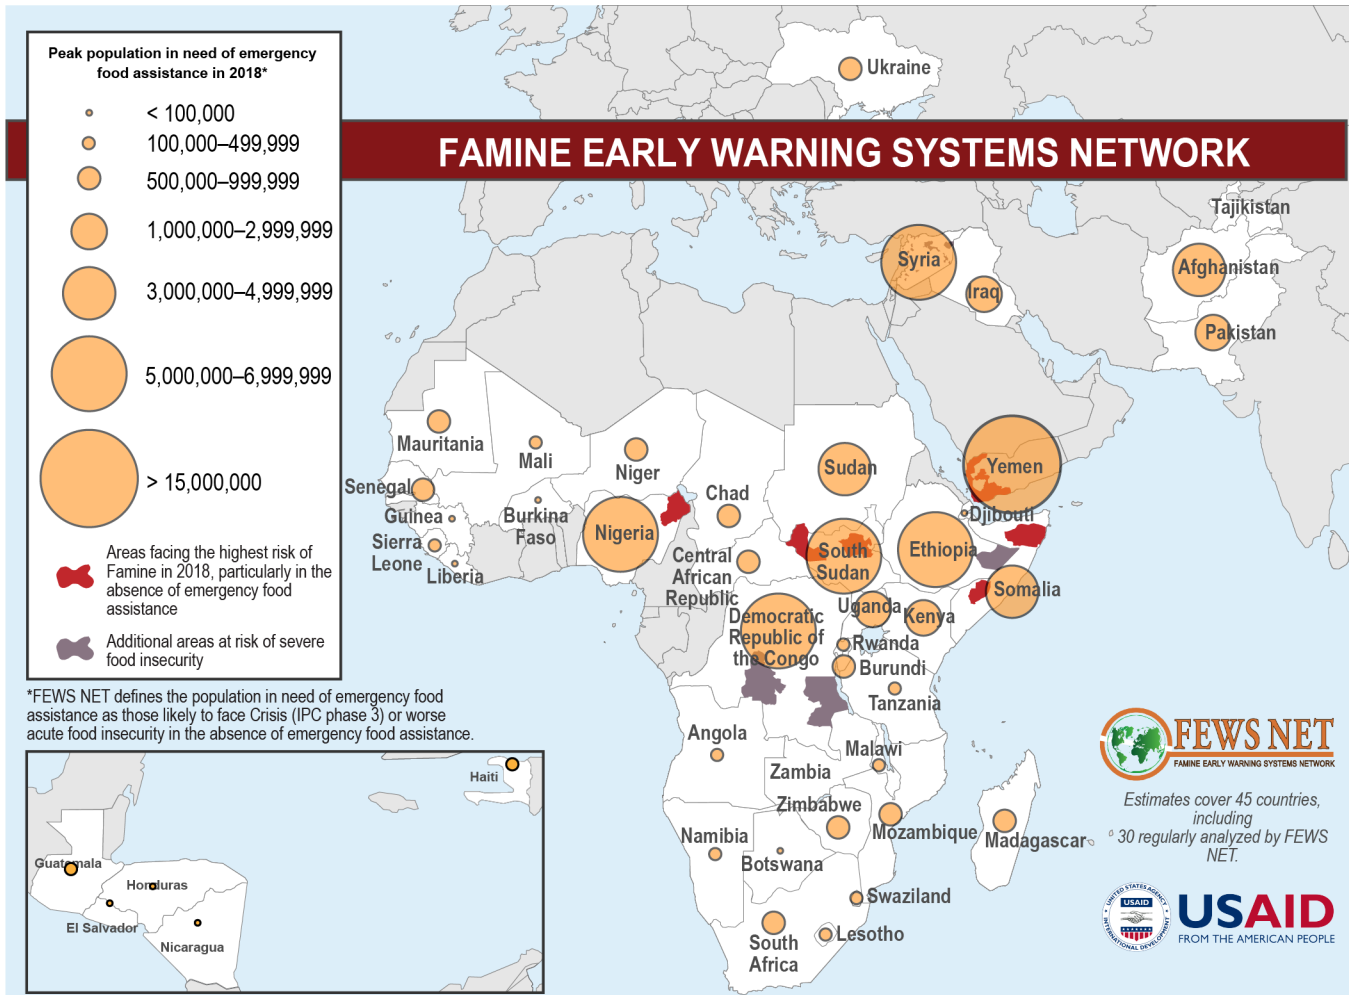 Peak population in need of emergency
food assistance in 2018*
< 100,000
100,000–499,999
500,000–999,999
1,000,000–2,999,999
3,000,000–4,999,999
5,000,000–6,999,999
> 15,000,000
Areas facing the highest risk of
Famine in 2018, particularly in the
absence of emergency food
assistance
Additional areas at risk of severe
food insecurity
*FEWS NET defines the population in need of emergency food
assistance as those likely to face Crisis (IPC phase 3) or worse
acute food insecurity in the absence of emergency food assistance.
FAMINE EARLY WARNING SYSTEMS NETWORK
Ukraine
Tajikistan
Syria
Afghanistan
Iraq
Pakistan
Mauritania
Mali
Niger
Sudan
Yemen
Senegal
Chad
Guinea
Burkina
Faso
Nigeria
Djibouti
Sierra
Leone
Liberia
Central
African
Republic
South
Sudan
Ethiopia
Somalia
Democratic
Republic of
the Congo
Uganda
Kenya
Rwanda
Burundi
Tanzania
Angola
Malawi
Zambia
Zimbabwe
Mozambique
Madagascar
Namibia
Botswana
Swaziland
South
Africa
Lesotho
Haiti
Guatemala
Honduras
El Salvador
Nicaragua
FEWS NET
FAMINE EARLY WARNING SYSTEMS NETWORK
Estimates cover 45 countries,
including
30 regularly analyzed by FEWS
NET.
UNITED STATES AGENCY
USAID
INTERNATIONAL DEVELOPMENT
USAID
FROM THE AMERICAN PEOPLE